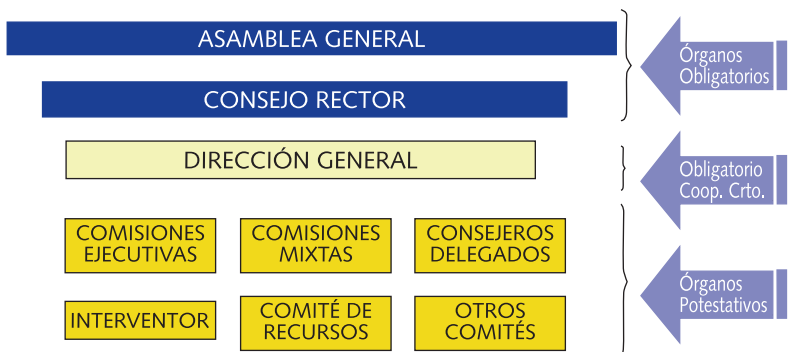 ASAMBLEA GENERAL
Órganos
Obligatorios
CONSEJO RECTOR
DIRECCIÓN GENERAL
Obligatorio
Coop. Crto.
COMISIONES
EJECUTIVAS
COMISIONES
MIXTAS
CONSEJEROS
DELEGADOS
Órganos
Potestativos
INTERVENTOR
COMITÉ DE
RECURSOS
OTROS
COMITÉS